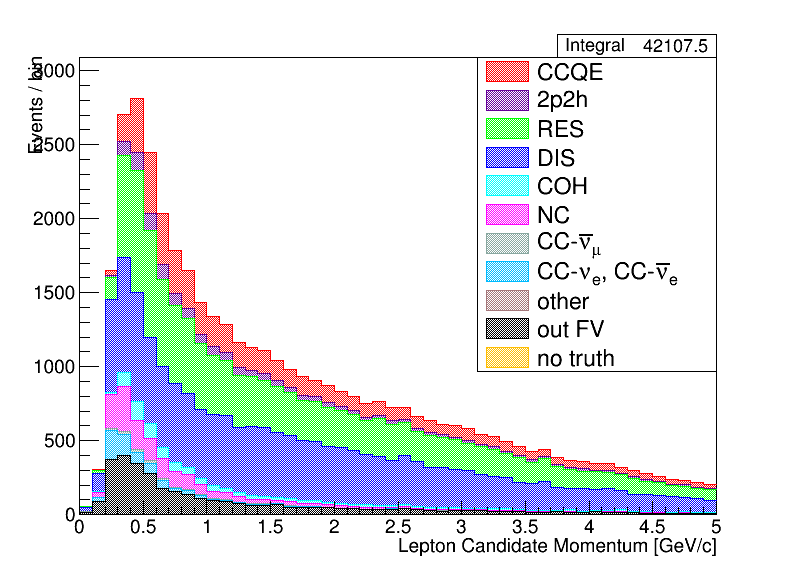 Integral 42107.5
Events / bin
3000
2500
2000
1500
1000
500
0
CCQE
2p2h
RES
DIS
COH
NC
CC-ν̅μ
CC-νe, CC-ν̅e
other
out FV
no truth
0 0.5 1 1.5 2 2.5 3 3.5 4 4.5 5
Lepton Candidate Momentum [GeV/c]